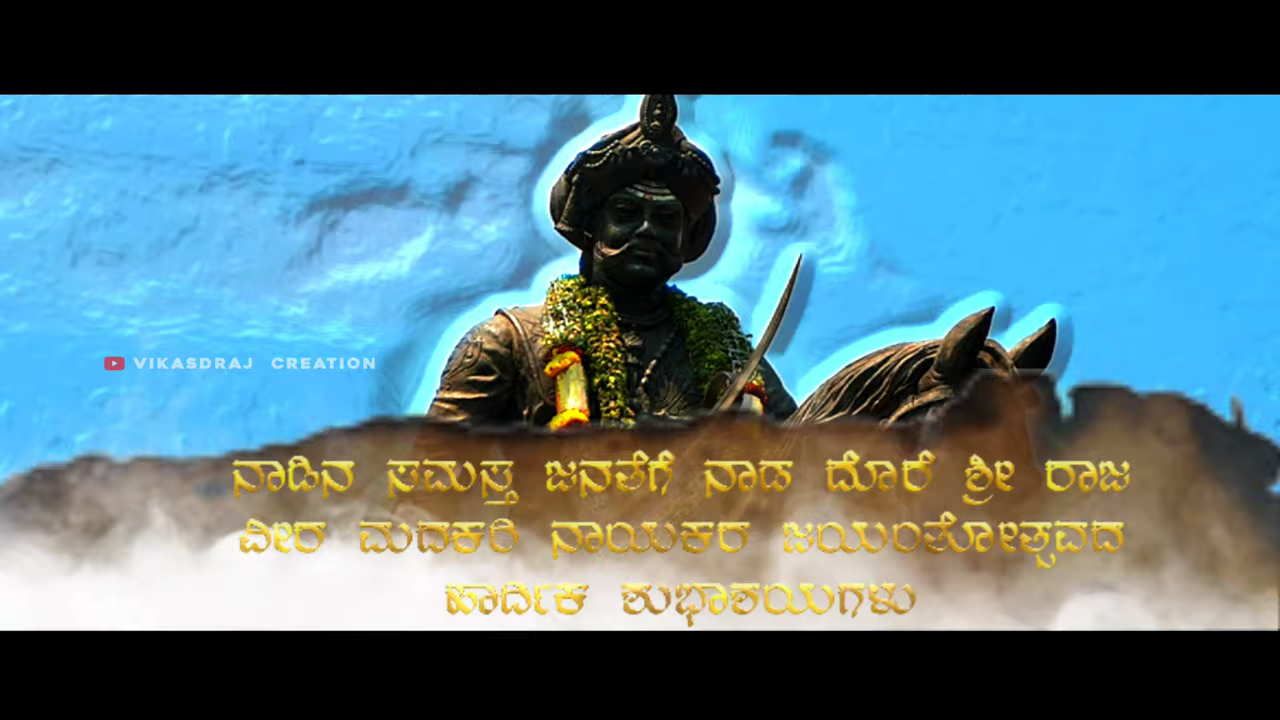 VIKASDRAJ CREATION
ನಾಡಿನ ಸಮಸ್ತ ಜನತೆಗೆ ನಾಡ ದೊರೆ ಶ್ರೀ ರಾಜ
ವೀರ ಮದಕರಿ ನಾಯಕರ ಜಯಂತೋತ್ಸವದ
ಹಾರ್ದಿಕ ಶುಭಾಶಯಗಳು